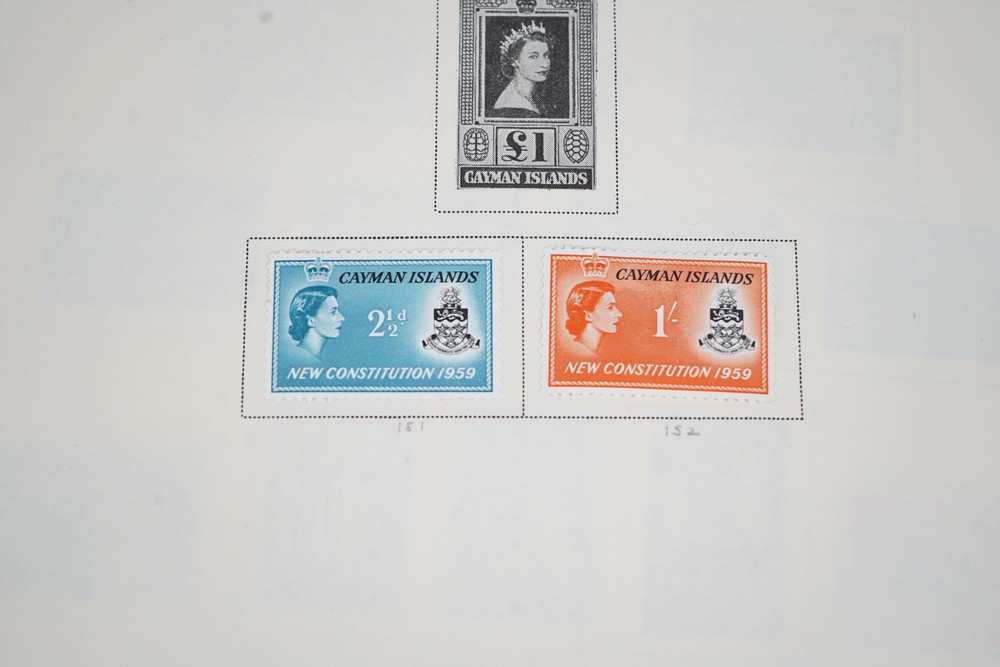 £1
CAYMAN ISLANDS
CAYMAN ISLANDS
2½d
NEW CONSTITUTION 1959
CAYMAN ISLANDS
1/-
NEW CONSTITUTION 1959
151
152